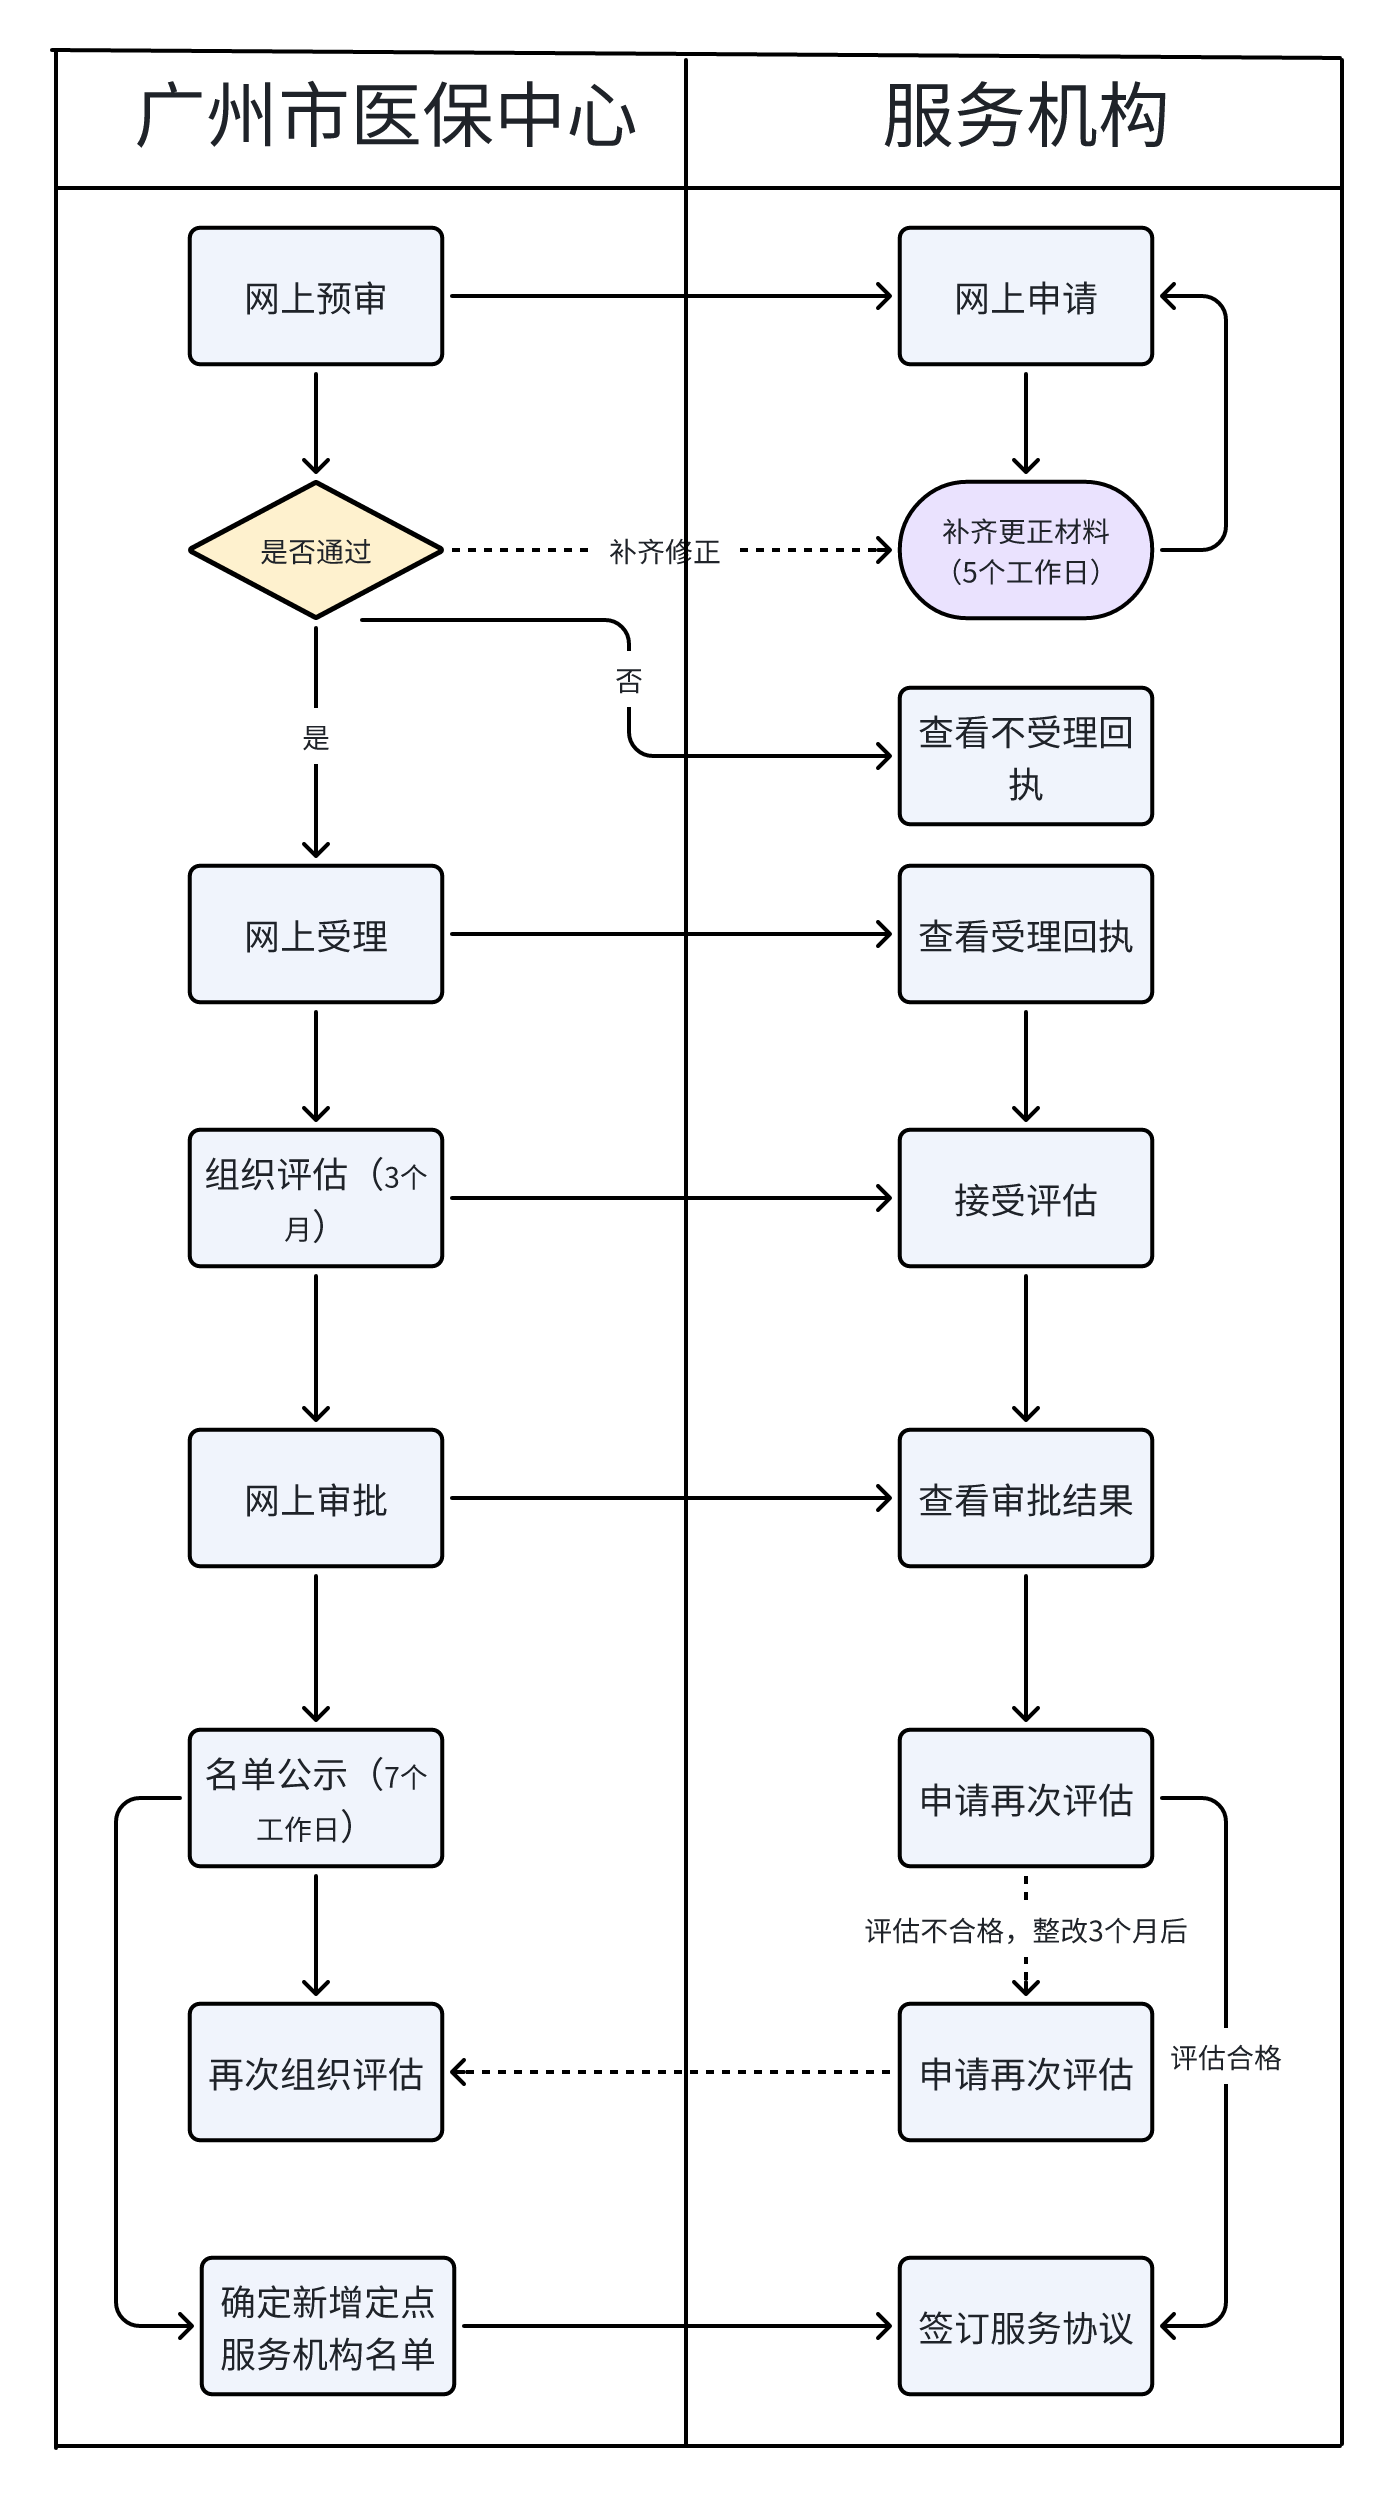 广州市医保中心
服务机构
网上预审
网上申请
是否通过
补齐修正
补齐更正材料
（5个工作日）
否
是
查看不受理回
执
网上受理
查看受理回执
组织评估（3个
月）
接受评估
网上审批
查看审批结果
名单公示（7个
工作日）
申请再次评估
评估不合格，整改3个月后
再次组织评估
申请再次评估
评估合格
确定新增定点
服务机构名单
签订服务协议